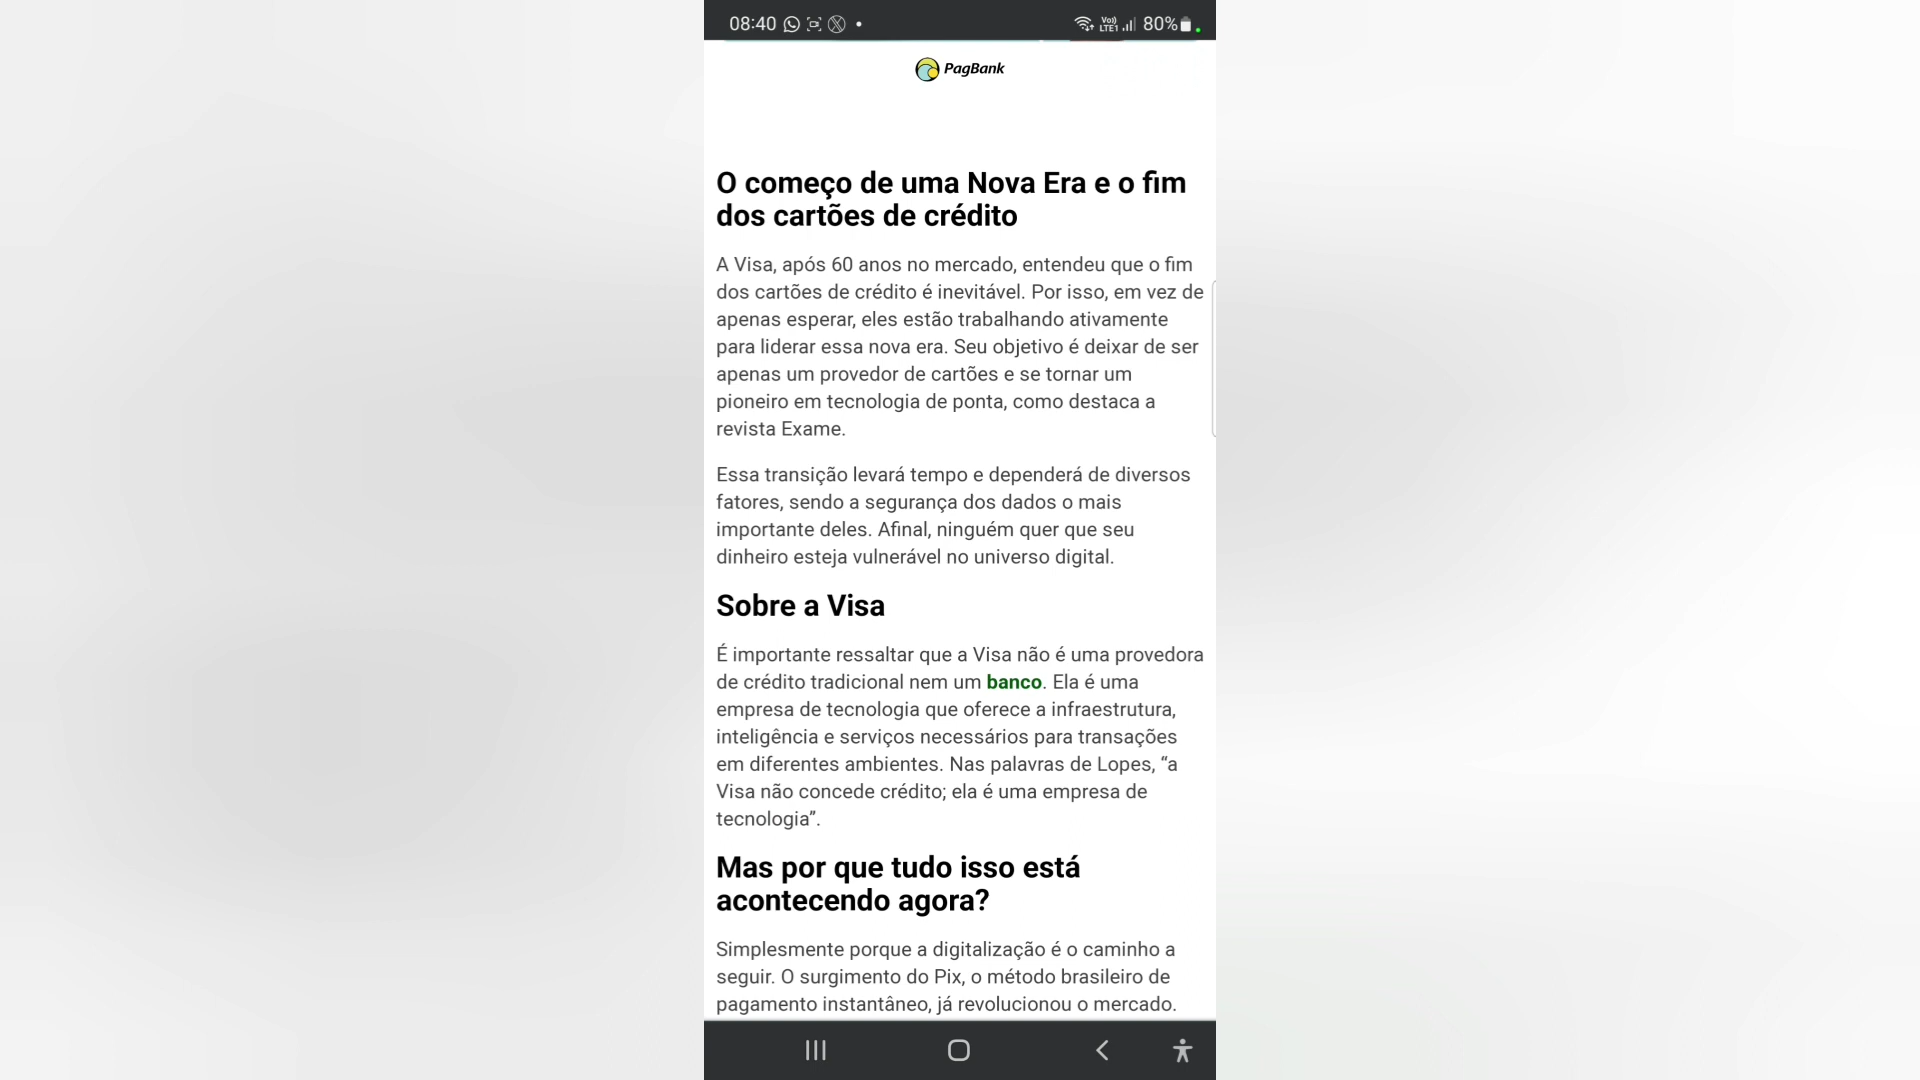 08:40
Vo))
LTE1
80%
PagBank
O começo de uma Nova Era e o fim
dos cartões de crédito
A Visa, após 60 anos no mercado, entendeu que o fim
dos cartões de crédito é inevitável. Por isso, em vez de
apenas esperar, eles estão trabalhando ativamente
para liderar essa nova era. Seu objetivo é deixar de ser
apenas um provedor de cartões e se tornar um
pioneiro em tecnologia de ponta, como destaca a
revista Exame.
Essa transição levará tempo e dependerá de diversos
fatores, sendo a segurança dos dados o mais
importante deles. Afinal, ninguém quer que seu
dinheiro esteja vulnerável no universo digital.
Sobre a Visa
É importante ressaltar que a Visa não é uma provedora
de crédito tradicional nem um banco. Ela é uma
empresa de tecnologia que oferece a infraestrutura,
inteligência e serviços necessários para transações
em diferentes ambientes. Nas palavras de Lopes, “a
Visa não concede crédito; ela é uma empresa de
tecnologia”.
Mas por que tudo isso está
acontecendo agora?
Simplesmente porque a digitalização é o caminho a
seguir. O surgimento do Pix, o método brasileiro de
pagamento instantâneo, já revolucionou o mercado.